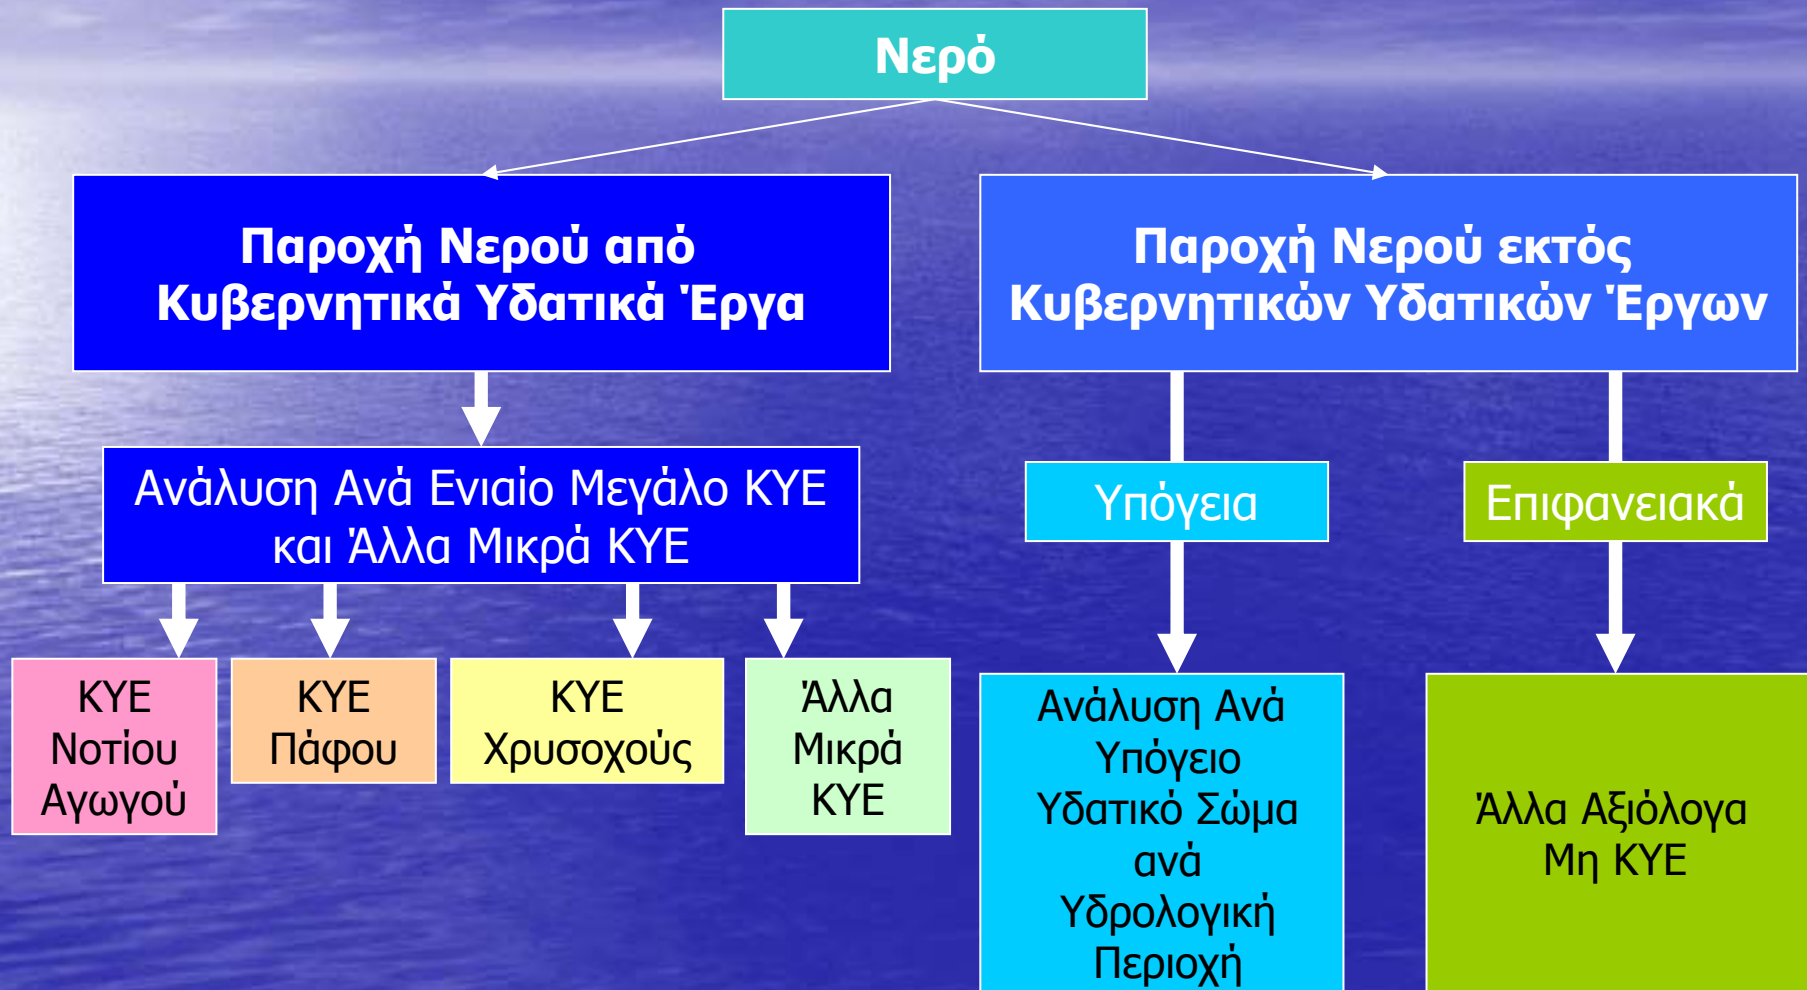 Νερό
Παροχή Νερού από
Κυβερνητικά Υδατικά Έργα
Παροχή Νερού εκτός
Κυβερνητικών Υδατικών Έργων
Ανάλυση Ανά Ενιαίο Μεγάλο ΚΥΕ
και Άλλα Μικρά ΚΥΕ
Υπόγεια
Επιφανειακά
ΚΥΕ
Νοτίου
Αγωγού
ΚΥΕ
Πάφου
ΚΥΕ
Χρυσοχούς
Άλλα
Μικρά
ΚΥΕ
Ανάλυση Ανά
Υπόγειο
Υδατικό Σώμα
ανά
Υδρολογική
Περιοχή
Άλλα Αξιόλογα
Μη ΚΥΕ